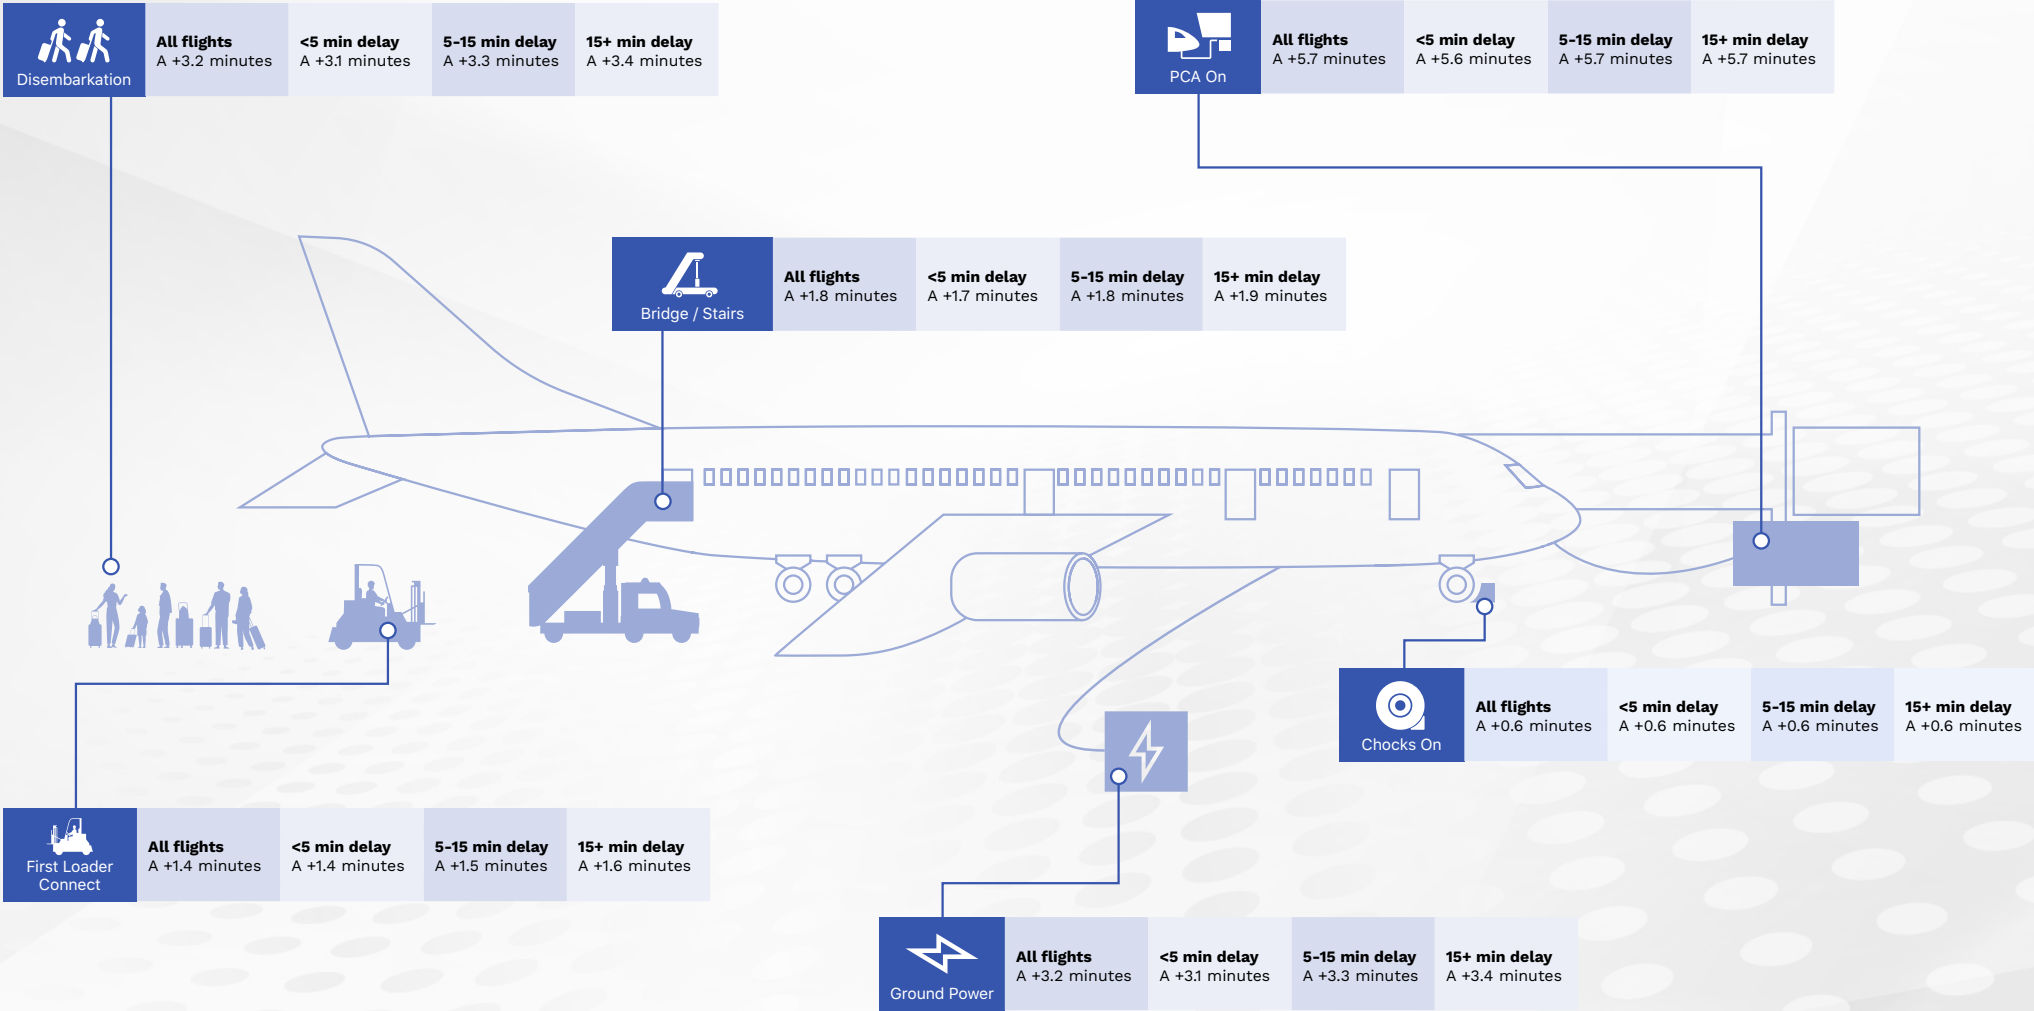 Disembarkation
All flights
A +3.2 minutes
<5 min delay
A +3.1 minutes
5-15 min delay
A +3.3 minutes
15+ min delay
A +3.4 minutes
PCA On
All flights
A +5.7 minutes
<5 min delay
A +5.6 minutes
5-15 min delay
A +5.7 minutes
15+ min delay
A +5.7 minutes
Bridge / Stairs
All flights
A +1.8 minutes
<5 min delay
A +1.7 minutes
5-15 min delay
A +1.8 minutes
15+ min delay
A +1.9 minutes
Chocks On
All flights
A +0.6 minutes
<5 min delay
A +0.6 minutes
5-15 min delay
A +0.6 minutes
15+ min delay
A +0.6 minutes
First Loader
Connect
All flights
A +1.4 minutes
<5 min delay
A +1.4 minutes
5-15 min delay
A +1.5 minutes
15+ min delay
A +1.6 minutes
Ground Power
All flights
A +3.2 minutes
<5 min delay
A +3.1 minutes
5-15 min delay
A +3.3 minutes
15+ min delay
A +3.4 minutes